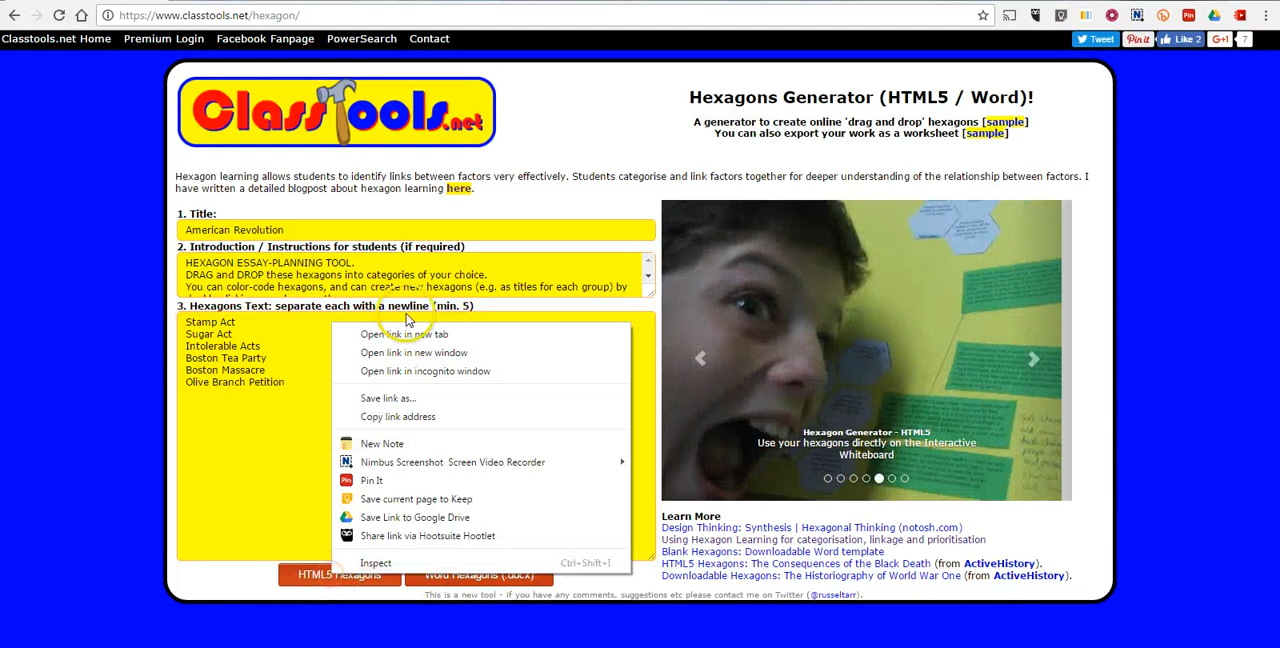 https://www.classtools.net/hexagon/
Classtools.net Home
Premium Login
Facebook Fanpage
PowerSearch
Contact
Tweet
Pin it
Like 2
G+1
7
ClassTools.net
Hexagons Generator (HTML5 / Word)!
A generator to create online 'drag and drop' hexagons [sample]
You can also export your work as a worksheet [sample]
Hexagon learning allows students to identify links between factors very effectively. Students categorise and link factors together for deeper understanding of the relationship between factors. I
have written a detailed blogpost about hexagon learning here.
1. Title:
American Revolution
2. Introduction / Instructions for students (if required)
HEXAGON ESSAY-PLANNING TOOL.
DRAG and DROP these hexagons into categories of your choice.
You can color-code hexagons, and can create new hexagons (e.g. as titles for each group) by
3. Hexagons Text: separate each with a newline (min. 5)
Stamp Act
Sugar Act
Intolerable Acts
Boston Tea Party
Boston Massacre
Olive Branch Petition
Open link in new tab
Open link in new window
Open link in incognito window
Save link as...
Copy link address
New Note
Nimbus Screenshot Screen Video Recorder
Pin It
Save current page to Keep
Save Link to Google Drive
Share link via Hootsuite Hootlet
Inspect Ctrl+Shift+I
HTML5 Hexagons
Word Hexagons (.docx)
Hexagon Generator - HTML5
Use your hexagons directly on the Interactive
Whiteboard
Learn More
Design Thinking: Synthesis | Hexagonal Thinking (notosh.com)
Using Hexagon Learning for categorisation, linkage and prioritisation
Blank Hexagons: Downloadable Word template
HTML5 Hexagons: The Consequences of the Black Death (from ActiveHistory).
Downloadable Hexagons: The Historiography of World War One (from ActiveHistory).
This is a new tool - if you have any comments, suggestions etc please contact me on Twitter (@russeltarr).